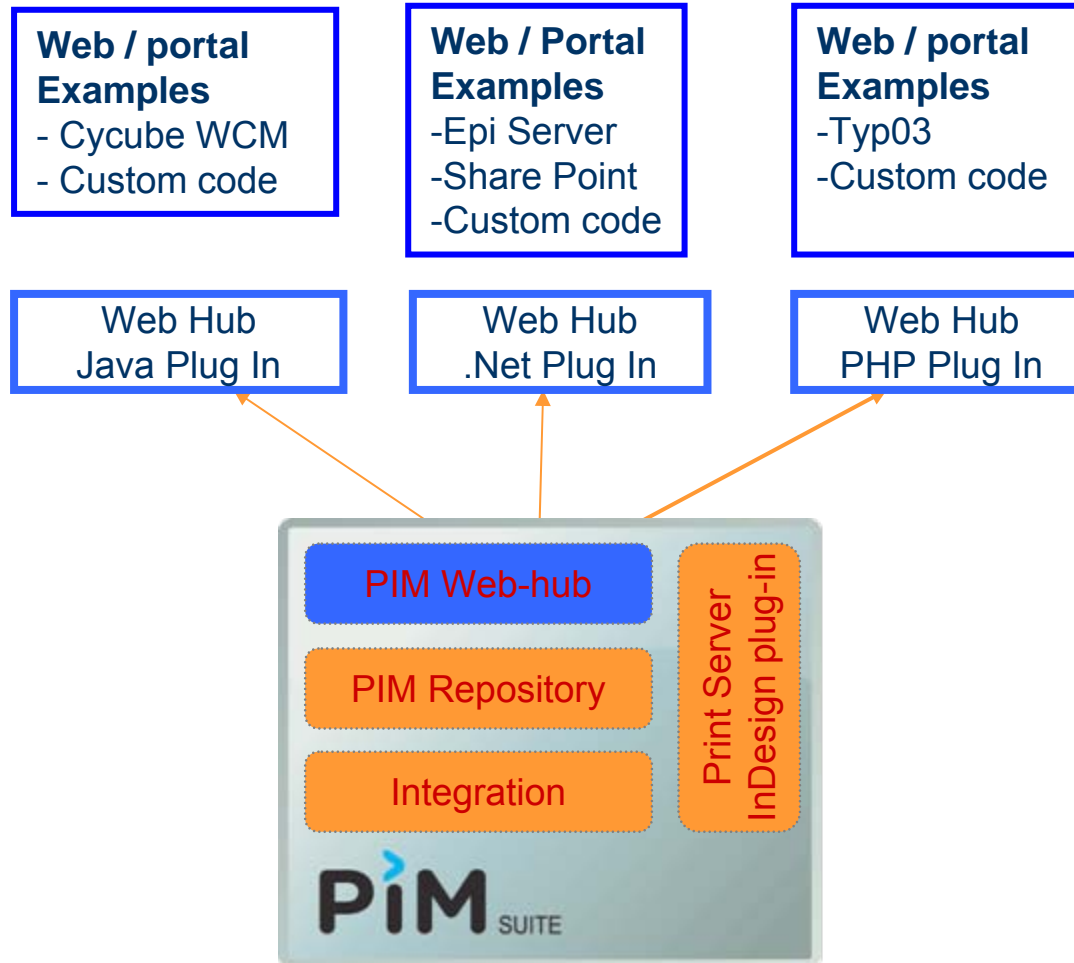 Web / portal
Examples
- Cycube WCM
- Custom code
Web / Portal
Examples
-Epi Server
-Share Point
-Custom code
Web / portal
Examples
-Typ03
-Custom code
Web Hub
Java Plug In
Web Hub
.Net Plug In
Web Hub
PHP Plug In
PIM Web-hub
PIM Repository
Integration
Print Server
InDesign plug-in
PiM SUITE